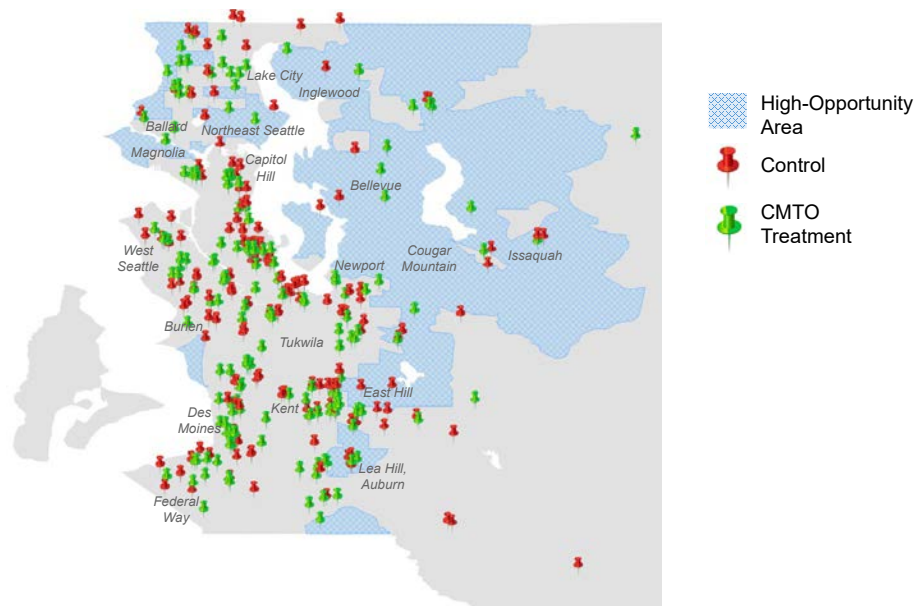 Lake City
Inglewood
High-Opportunity
Area
Ballard
Northeast Seattle
Magnolia
Capitol
Hill
Control
Bellevue
CMTO
Treatment
West
Seattle
Newport
Cougar
Mountain
Issaquah
Burien
Tukwila
East Hill
Des
Moines
Kent
Lea Hill,
Auburn
Federal
Way